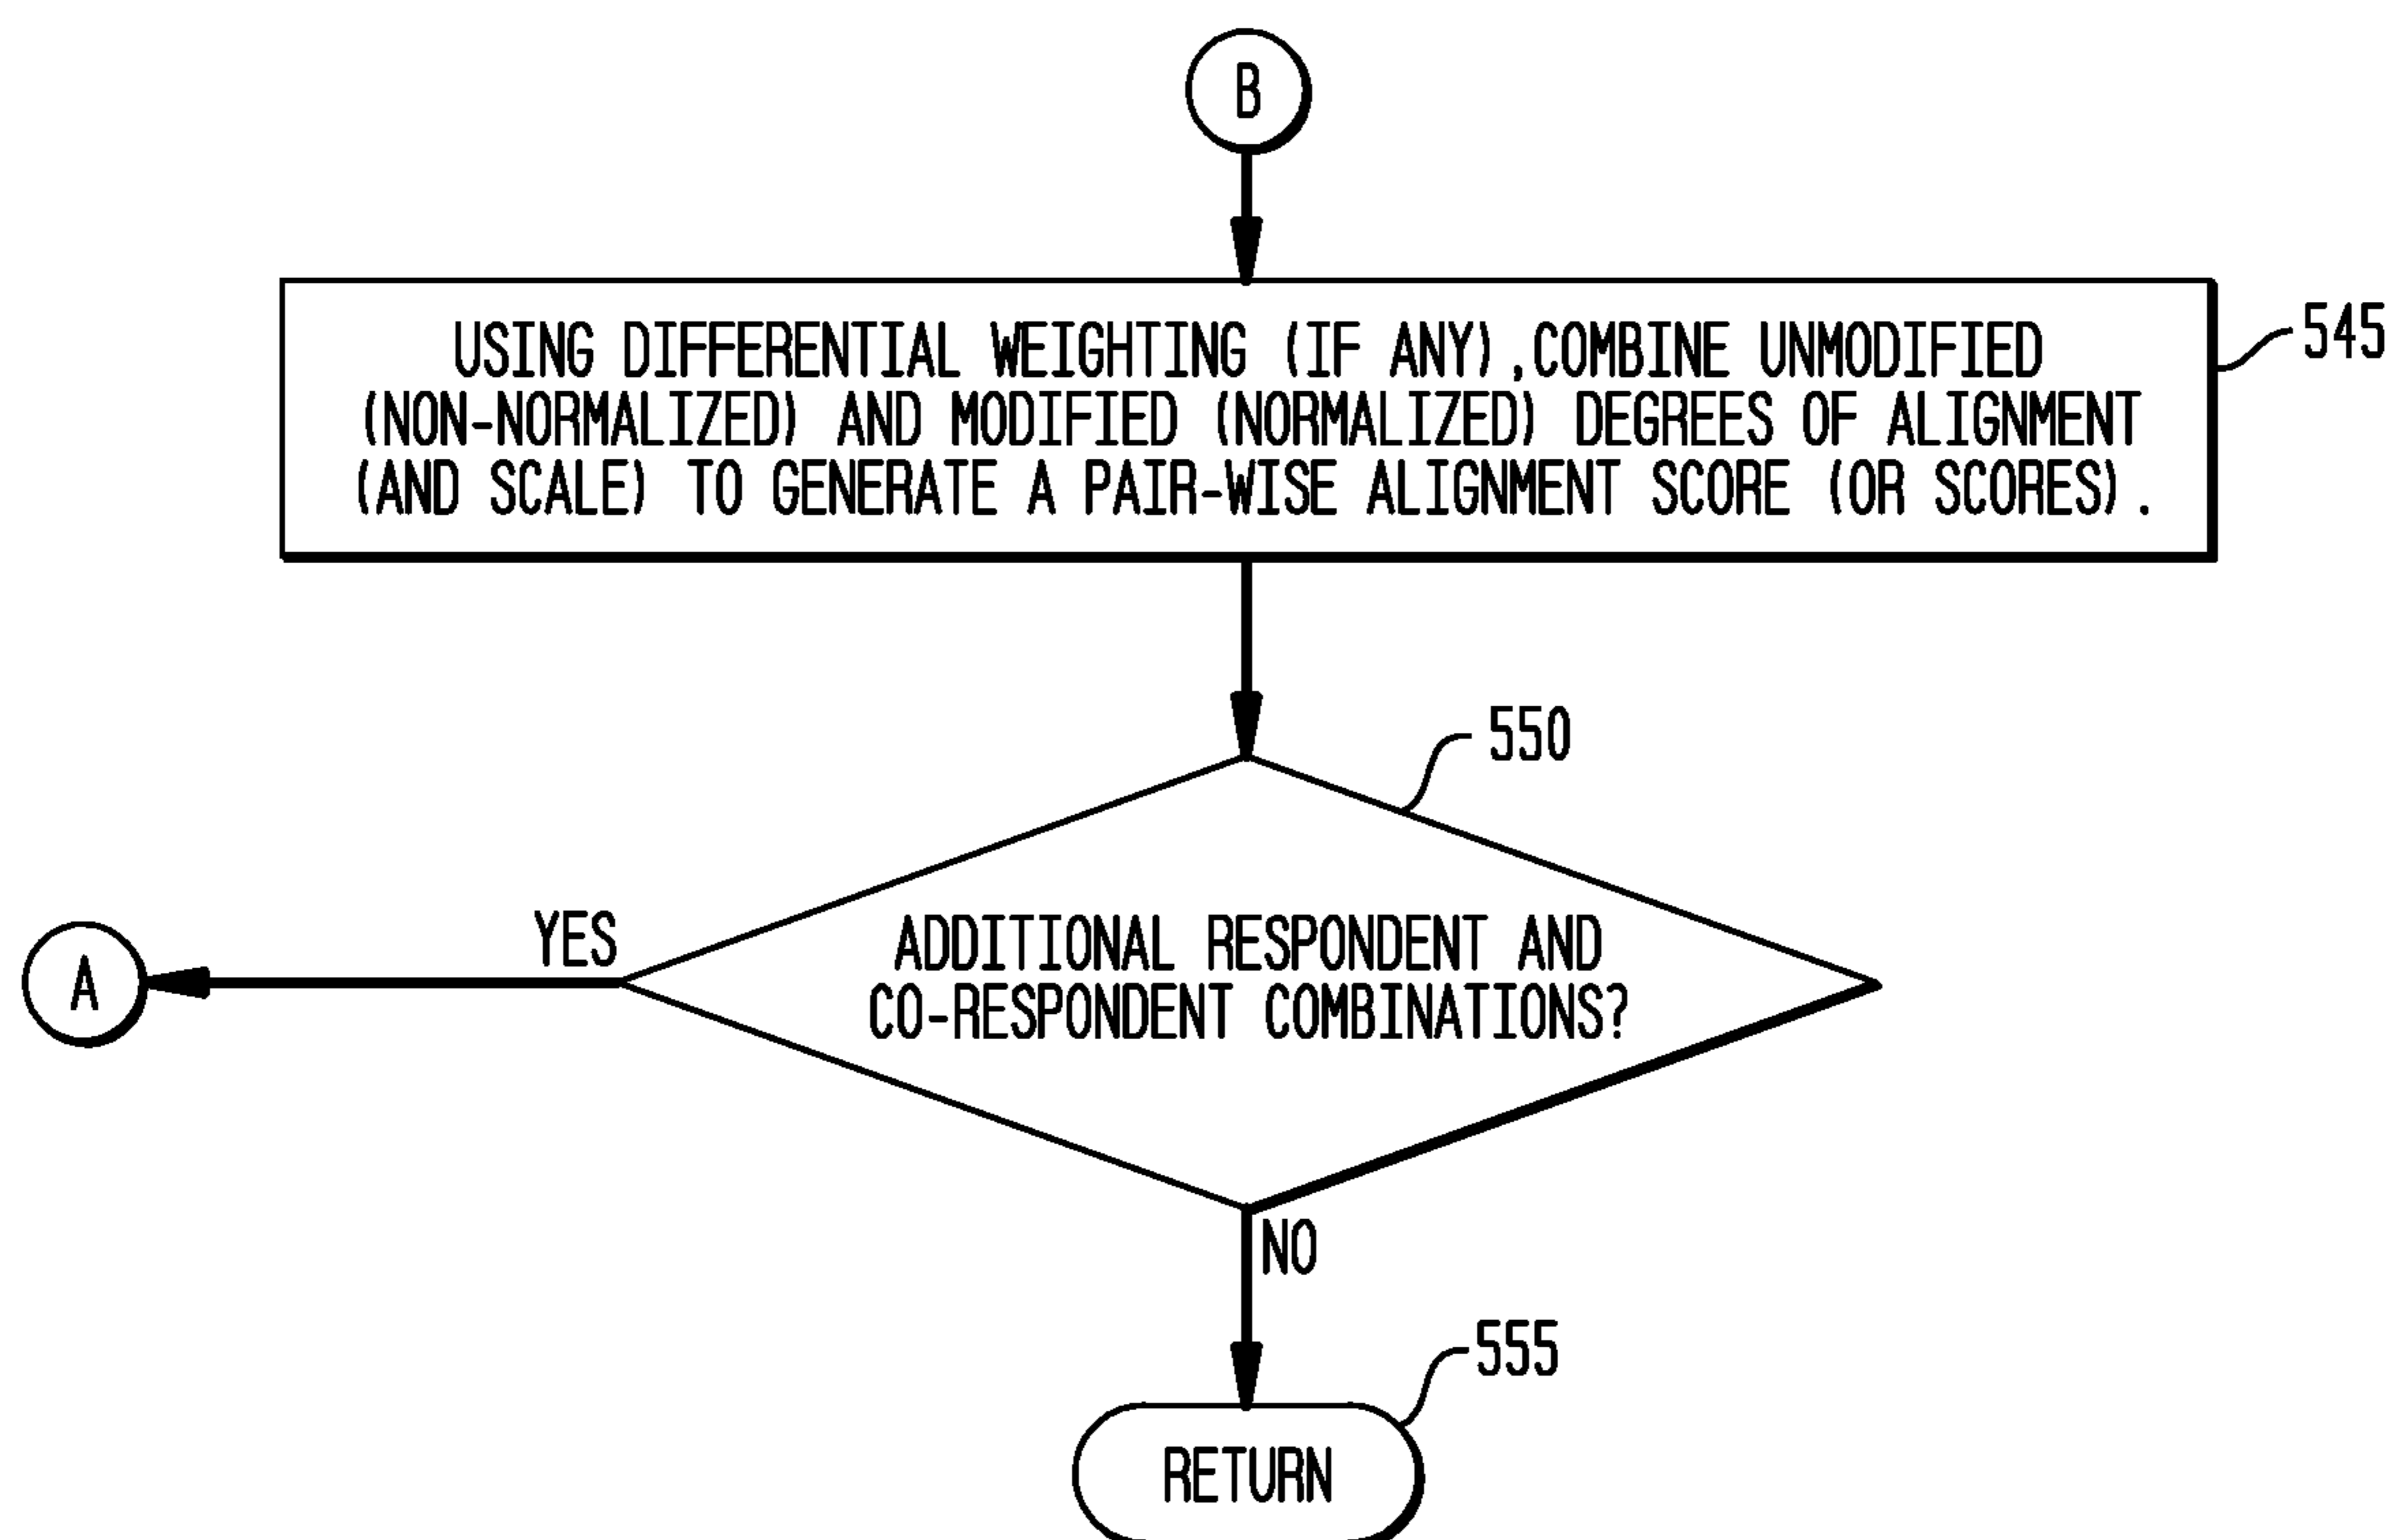 B
USING DIFFERENTIAL WEIGHTING (IF ANY),COMBINE UNMODIFIED
(NON-NORMALIZED) AND MODIFIED (NORMALIZED) DEGREES OF ALIGNMENT
(AND SCALE) TO GENERATE A PAIR-WISE ALIGNMENT SCORE (OR SCORES).
545
550
YES
A
ADDITIONAL RESPONDENT AND
CO-RESPONDENT COMBINATIONS?
NO
555
RETURN